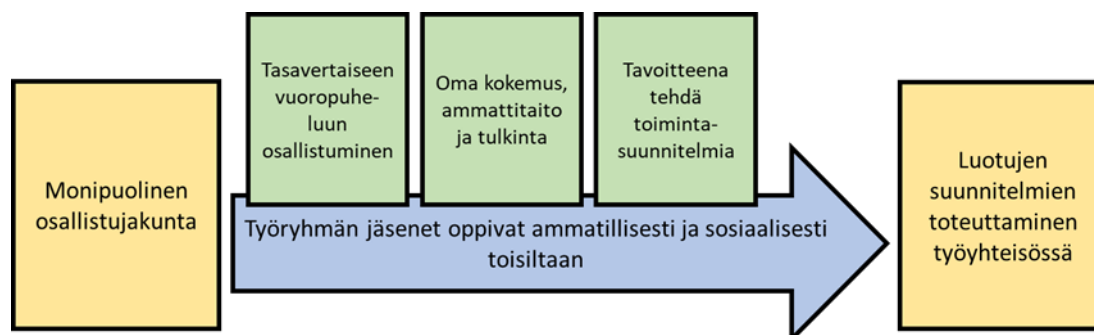 Monipuolinen
osallistujakunta
Tasavertaiseen
vuoropuhe-
luun
osallistuminen
Oma kokemus,
ammattitaito
ja tulkinta
Tavoitteena
tehdä
toiminta-
suunnitelmia
Työryhmän jäsenet oppivat ammatillisesti ja sosiaalisesti
toisiltaan
Luotujen
suunnitelmien
toteuttaminen
työyhteisössä